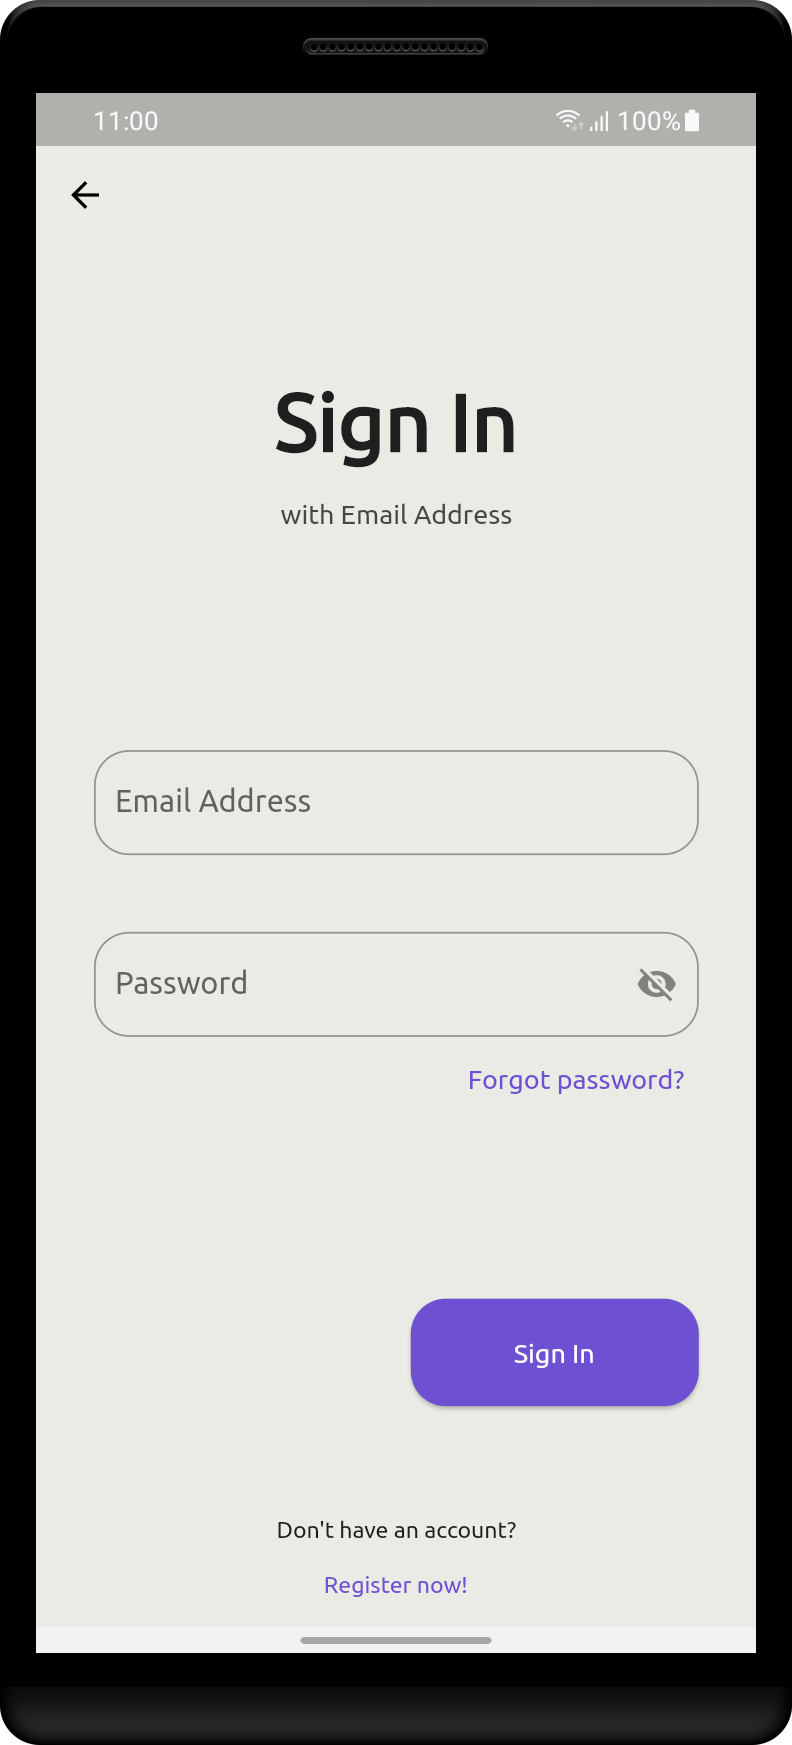 11:00 100%
Sign In
with Email Address
Email Address
Password
Forgot password?
Sign In
Don't have an account?
Register now!